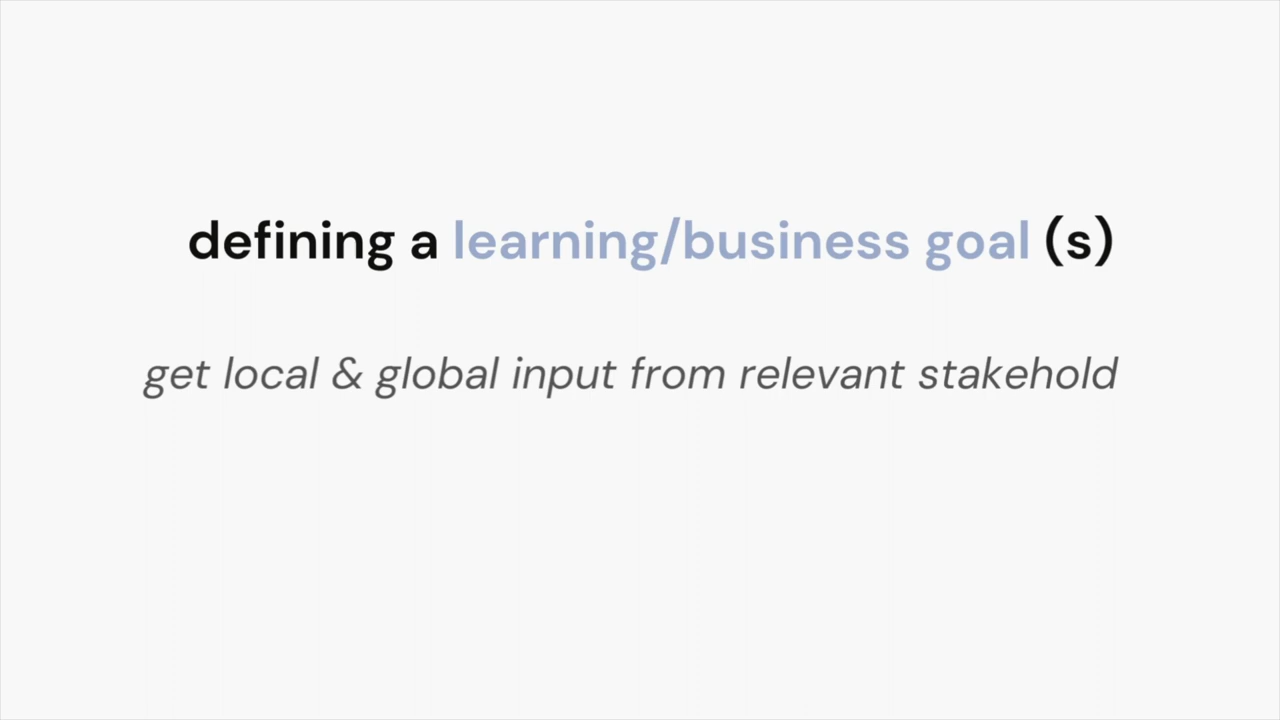 defining a learning/business goal (s)
get local & global input from relevant stakehold